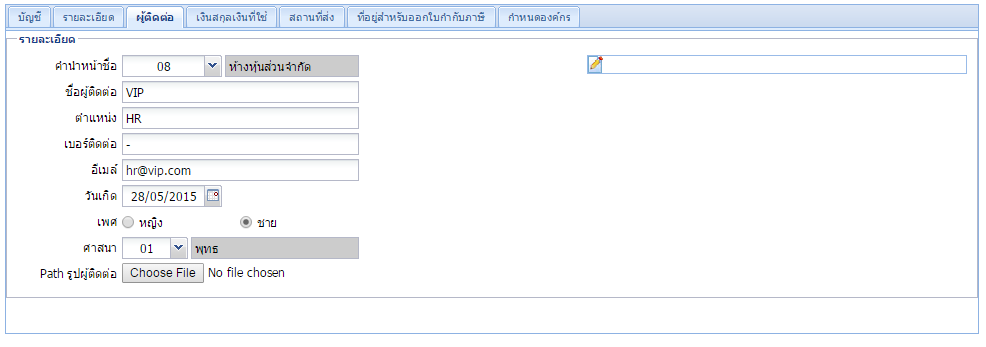 บัญชี รายละเอียด ผู้ติดต่อ เงินสกุลเงินที่ใช้ สถานที่ส่ง ที่อยู่สำหรับออกใบกำกับภาษี กำหนดองค์กร
รายละเอียด
คำนำหน้าชื่อ 08 ห้างหุ้นส่วนจำกัด
ชื่อผู้ติดต่อ VIP
ตำแหน่ง HR
เบอร์ติดต่อ -
อีเมล์ hr@vip.com
วันเกิด 28/05/2015
เพศ หญิง ชาย
ศาสนา 01 พุทธ
Path รูปผู้ติดต่อ Choose File No file chosen